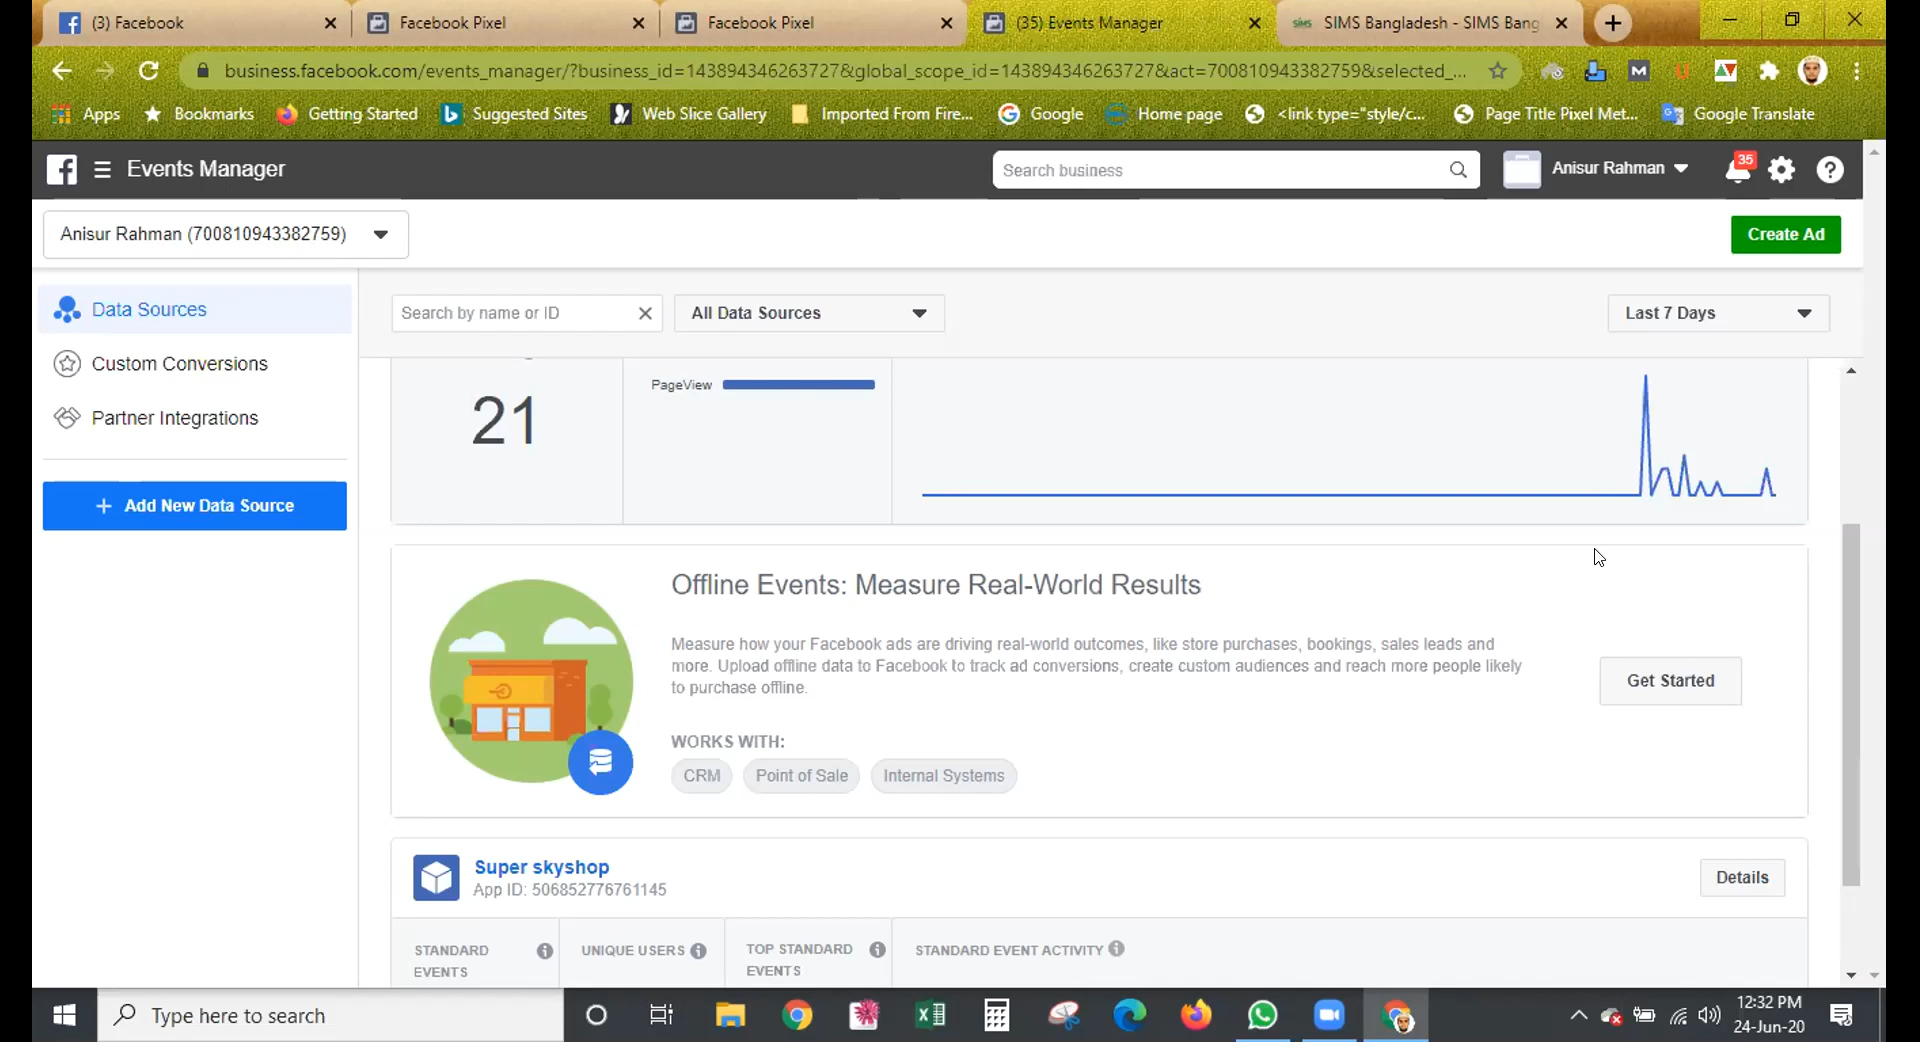 (3) Facebook
Facebook Pixel
Facebook Pixel
(35) Events Manager
SIMS Bangladesh - SIMS Bang
business.facebook.com/events_manager/?business_id=143894346263727&global_scope_id=143894346263727&act=700810943382759&selected_...
Apps
Bookmarks
Getting Started
Suggested Sites
Web Slice Gallery
Imported From Fire...
Google
Home page
<link type="style/c...
Page Title Pixel Met...
Google Translate
Events Manager
Search business
Anisur Rahman
35
Anisur Rahman (700810943382759)
Create Ad
Data Sources
Custom Conversions
Partner Integrations
+ Add New Data Source
Search by name or ID
All Data Sources
Last 7 Days
21
PageView
Offline Events: Measure Real-World Results
Measure how your Facebook ads are driving real-world outcomes, like store purchases, bookings, sales leads and
more. Upload offline data to Facebook to track ad conversions, create custom audiences and reach more people likely
to purchase offline.
WORKS WITH:
CRM
Point of Sale
Internal Systems
Get Started
Super skyshop
App ID: 506852776761145
Details
STANDARD
EVENTS
UNIQUE USERS
TOP STANDARD
EVENTS
STANDARD EVENT ACTIVITY
Type here to search
12:32 PM
24-Jun-20